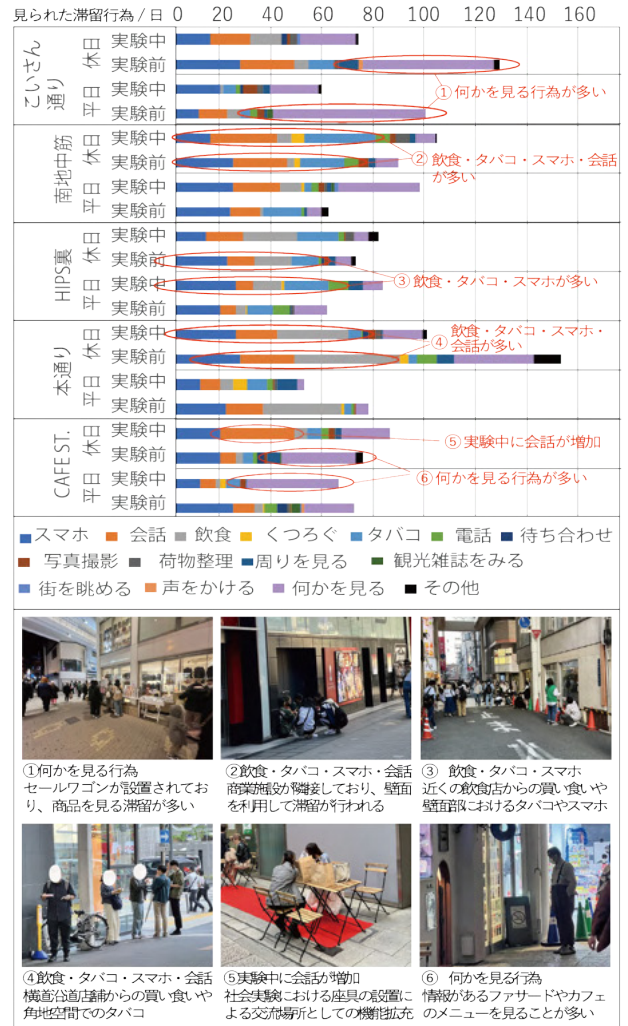 見られた滞留行為 / 日
0 20 40 60 80 100 120 140 160
こいさん通り
休日
実験中
実験前
平日
実験中
実験前
①何かを見る行為が多い
南地中筋
休日
実験中
実験前
平日
実験中
実験前
②飲食・タバコ・スマホ・会話
が多い
HIPS裏
休日
実験中
実験前
平日
実験中
実験前
③飲食・タバコ・スマホが多い
本通り
休日
実験中
実験前
平日
実験中
実験前
④飲食・タバコ・スマホ・
会話が多い
CAFE ST.
休日
実験中
実験前
平日
実験中
実験前
⑤実験中に会話が増加
⑥何かを見る行為が多い
スマホ 会話 飲食 くつろぐ タバコ 電話 待ち合わせ
写真撮影 荷物整理 周りを見る 観光雑誌をみる
街を眺める 声をかける 何かを見る その他
①何かを見る行為
セールワゴンが設置されてお
り、商品を見る滞留が多い
②飲食・タバコ・スマホ・会話
商業施設が隣接しており、壁面
を利用して滞留が行われる
③ 飲食・タバコ・スマホ
近くの飲食店からの買い食いや
壁面部におけるタバコやスマホ
④飲食・タバコ・スマホ・会話
横道沿道店舗からの買い食いや
角地空間でのタバコ
⑤実験中に会話が増加
社会実験における座具の設置に
よる交流場所としての機能拡充
⑥ 何かを見る行為
情報があるファサードやカフェ
のメニューを見ることが多い